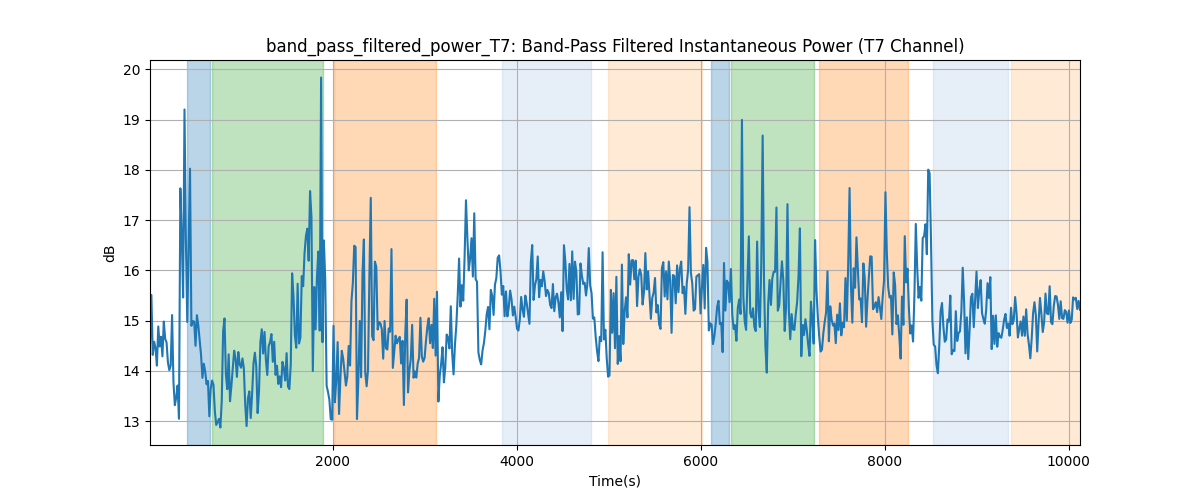 band_pass_filtered_power_T7: Band-Pass Filtered Instantaneous Power (T7 Channel)
20
19
18
17
16
15
14
13
dB
2000 4000 6000 8000 10000
Time(s)